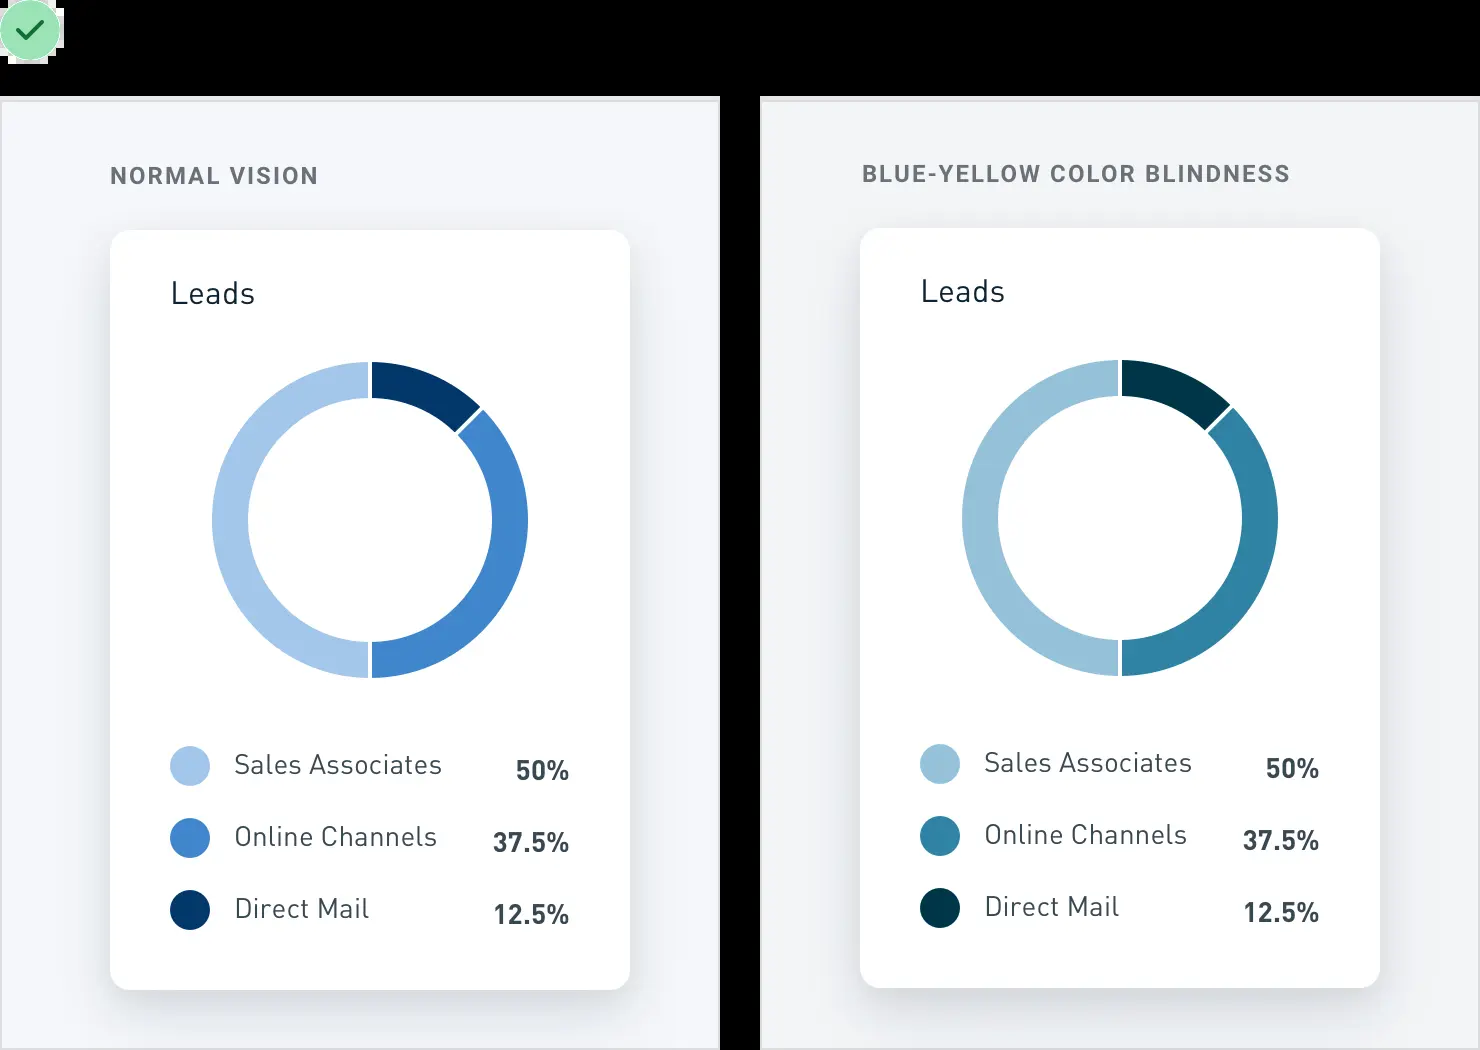 NORMAL VISION
Leads
Sales Associates 50%
Online Channels 37.5%
Direct Mail 12.5%
BLUE-YELLOW COLOR BLINDNESS
Leads
Sales Associates 50%
Online Channels 37.5%
Direct Mail 12.5%